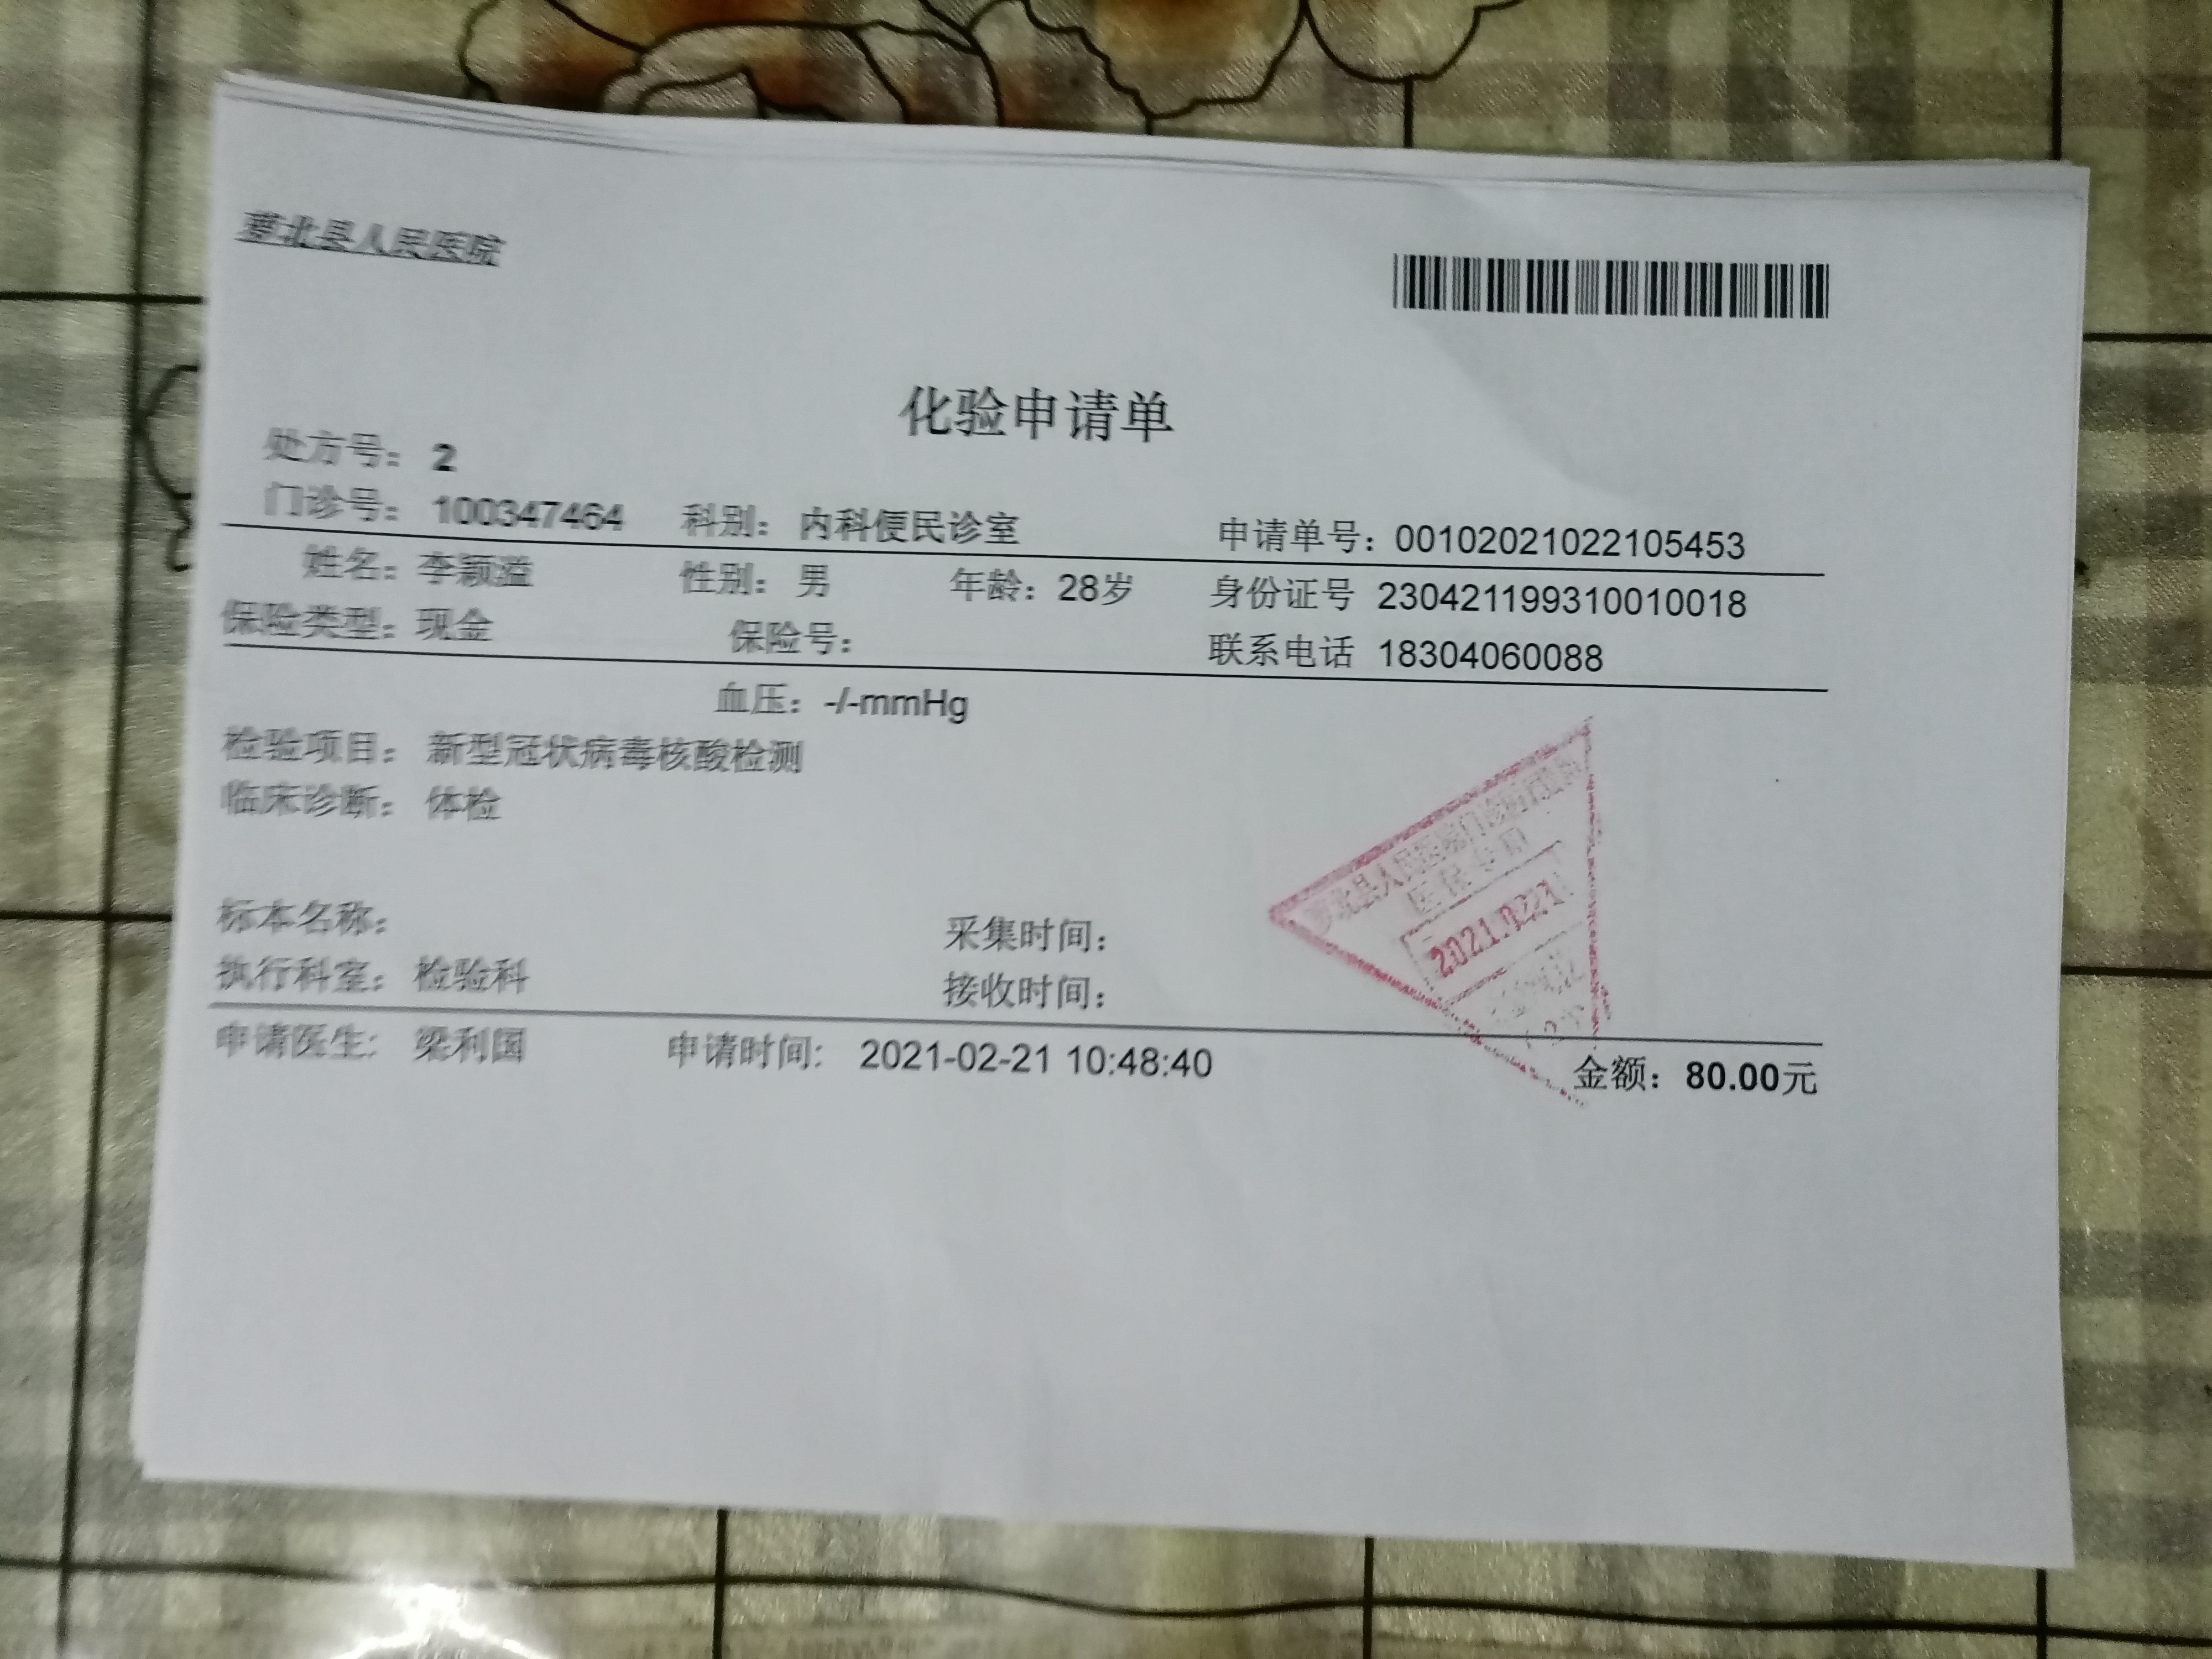 萝北县人民医院
化验申请单
处方号： 2
门诊号： 100347464 科别： 内科便民诊室 申请单号：00102021022105453
姓名：李颖溢 性别： 男 年龄：28岁 身份证号 230421199310010018
保险类型：现金 保险号： 联系电话 18304060088
血压： -/-mmHg
检验项目： 新型冠状病毒核酸检测
临床诊断： 体检
标本名称： 采集时间：
执行科室： 检验科 接收时间：
申请医生: 梁利国 申请时间: 2021-02-21 10:48:40 金额：80.00元
萝北县人民医院门诊
医保专用
2021.0221